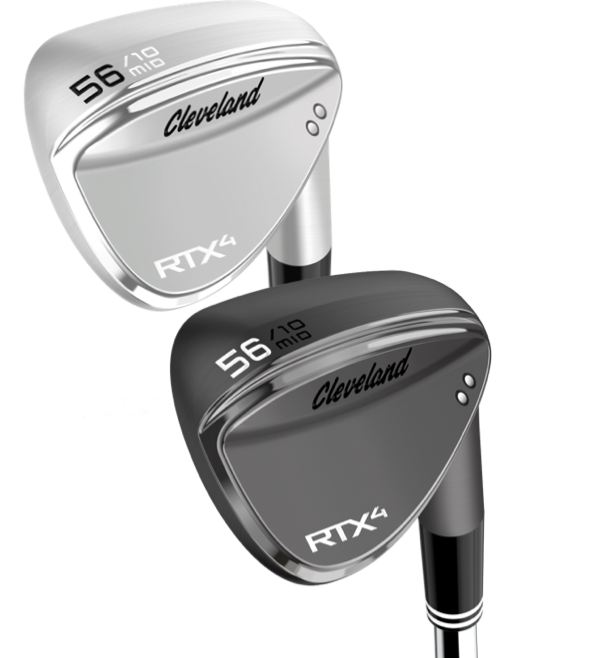 56 /10
MID
Cleveland
RTX4
56 /10
MID
Cleveland
RTX4